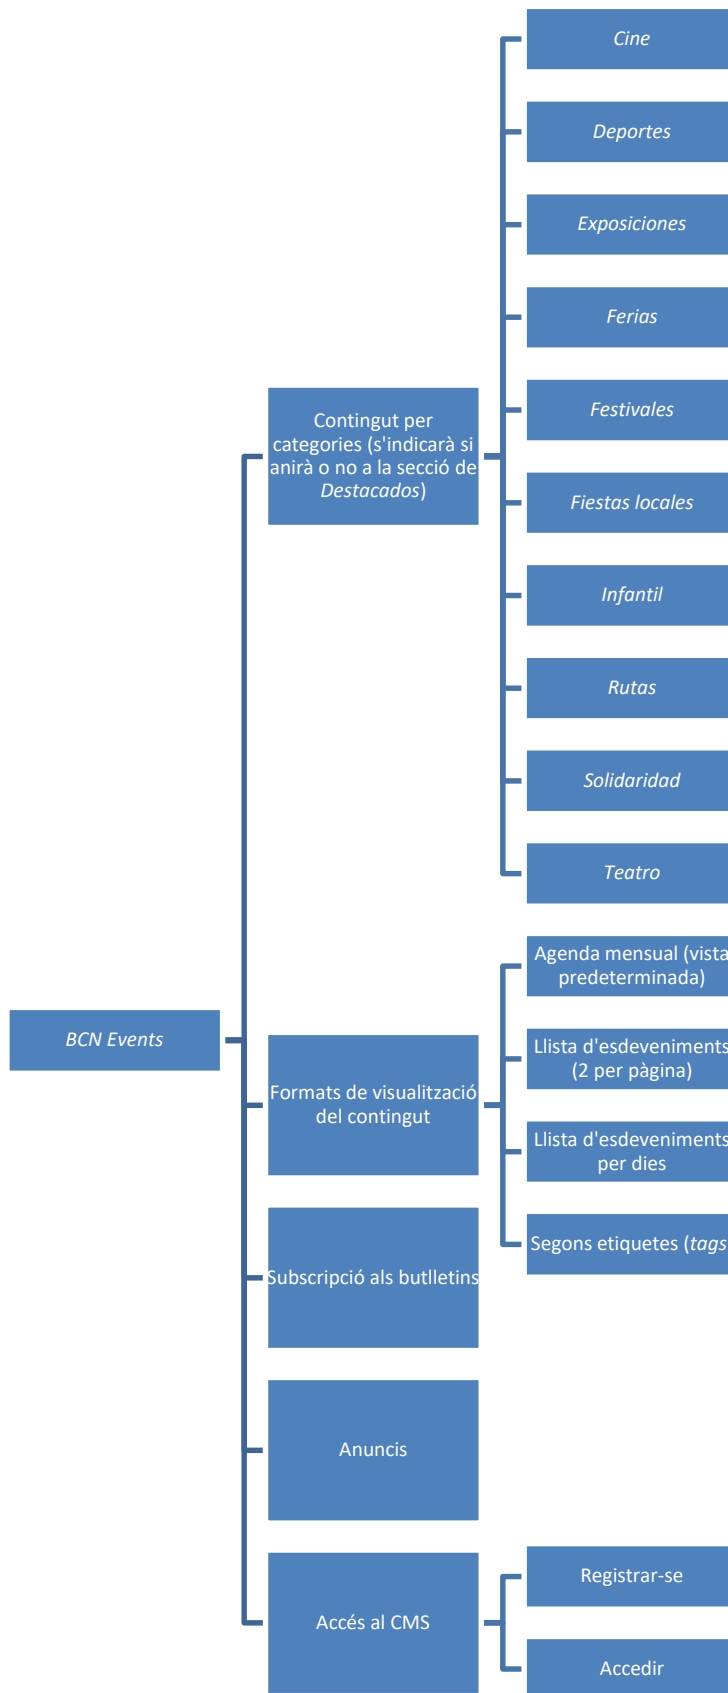 Cine
Deportes
Exposiciones
Ferias
Festivales
Fiestas locales
Infantil
Rutas
Solidaridad
Teatro
Contingut per
categories (s'indicarà si
anirà o no a la secció de
Destacados)
BCN Events
Formats de visualització
del contingut
Agenda mensual (vista
predeterminada)
Llista d'esdeveniments
(2 per pàgina)
Llista d'esdeveniments
per dies
Segons etiquetes (tags
Subscripció als butlletins
Anuncis
Accés al CMS
Registrar-se
Accedir